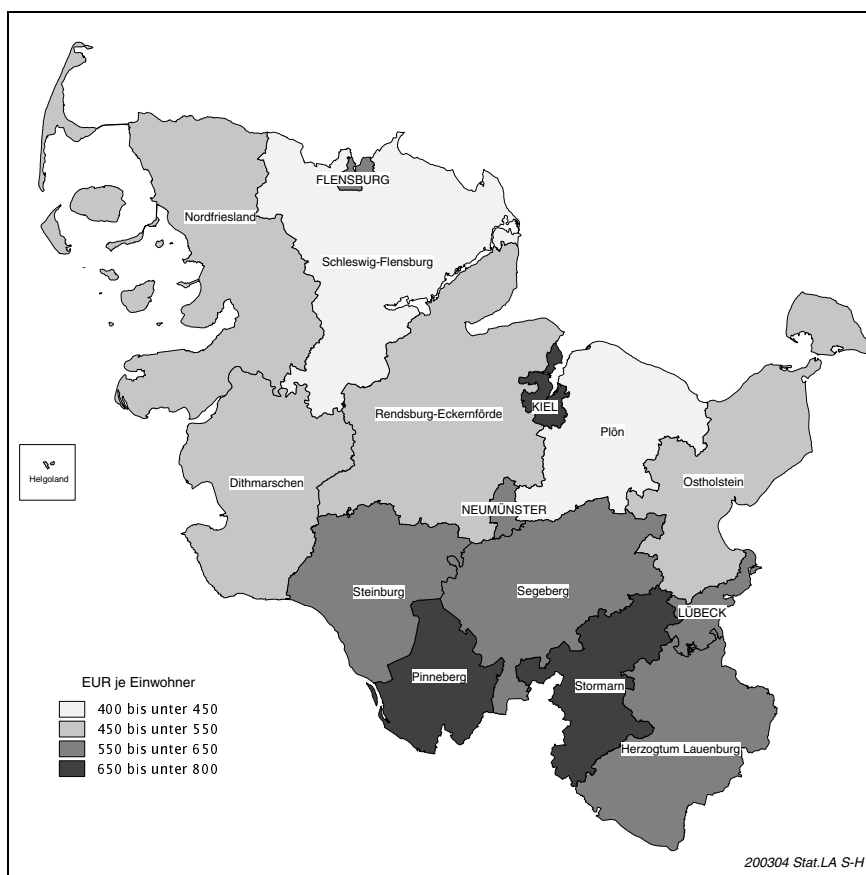 FLENSBURG
Nordfriesland
Schleswig-Flensburg
Rendsburg-Eckernförde
KIEL
Plön
Helgoland
Dithmarschen
Ostholstein
NEUMÜNSTER
Steinburg
Segeberg
LÜBECK
Pinneberg
Stormarn
Herzogtum Lauenburg
EUR je Einwohner
400 bis unter 450
450 bis unter 550
550 bis unter 650
650 bis unter 800
200304 Stat.LA S-H